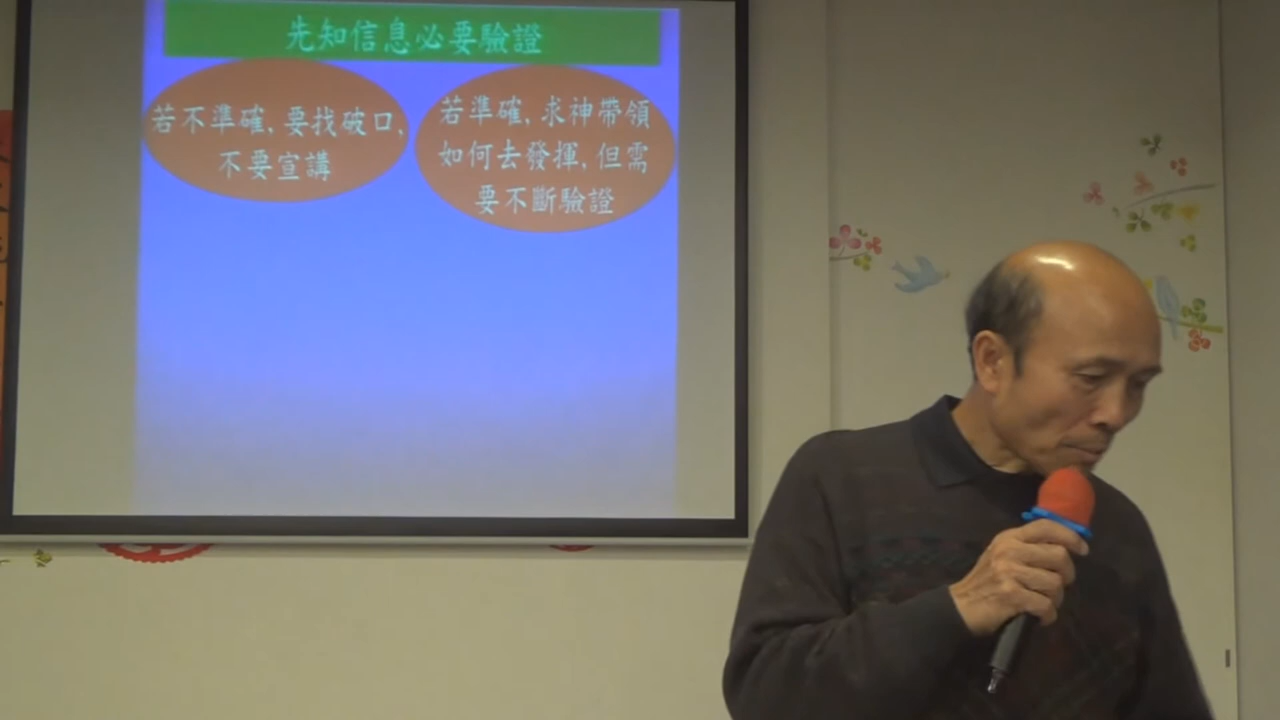 先知信息必要驗證
若不準確,要找破口,
不要宣講
若準確,求神帶領
如何去發揮,但需
要不斷驗證